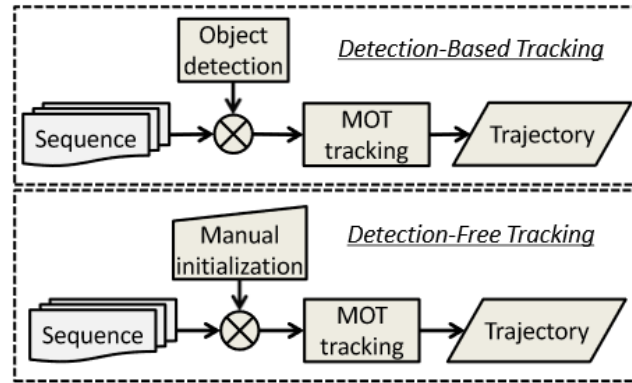 Object
detection
Detection-Based Tracking
Sequence
MOT
tracking
Trajectory
Manual
initialization
Detection-Free Tracking
Sequence
MOT
tracking
Trajectory